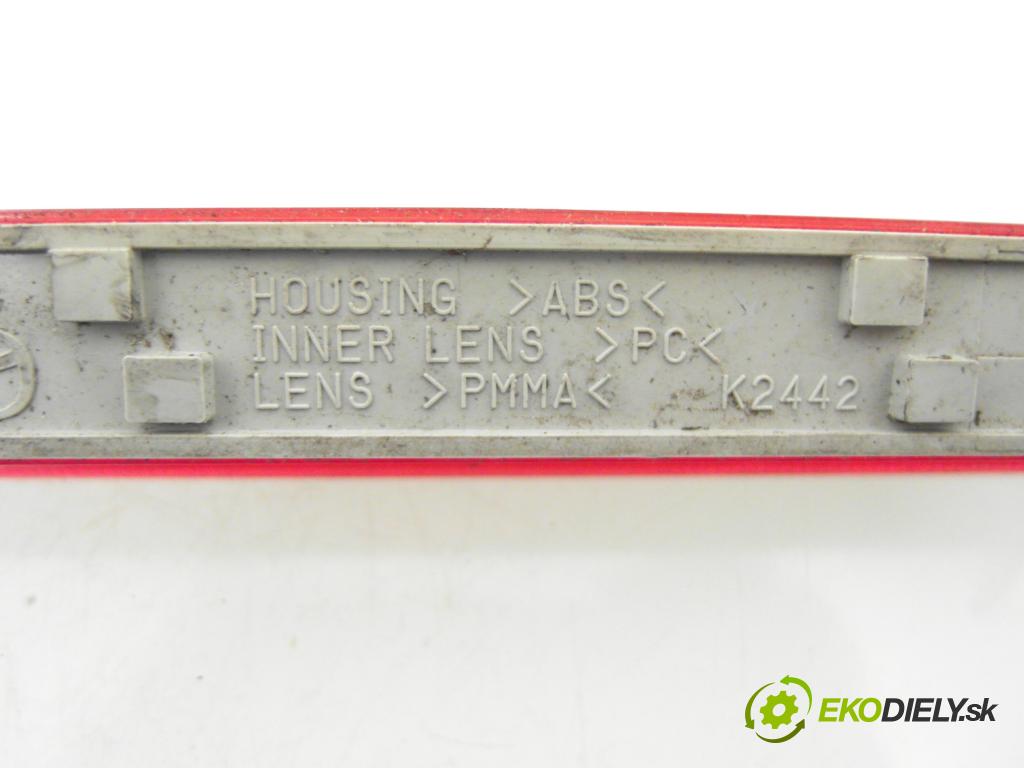 HOUSING >ABS<
INNER LENS >PC<
LENS >PMMA< K2442
EKODIELY.sk